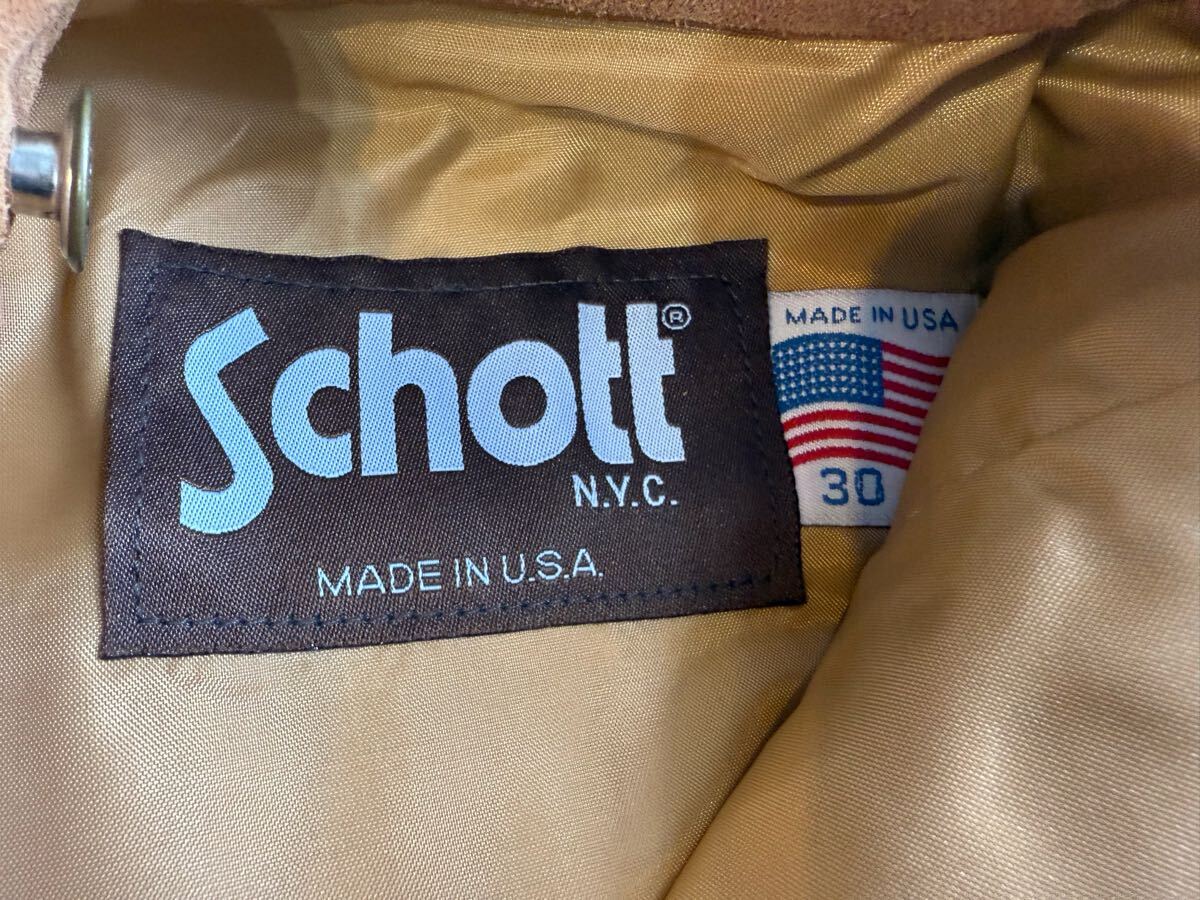 Schott®
N.Y.C.
MADE IN U.S.A.
MADE IN USA
30